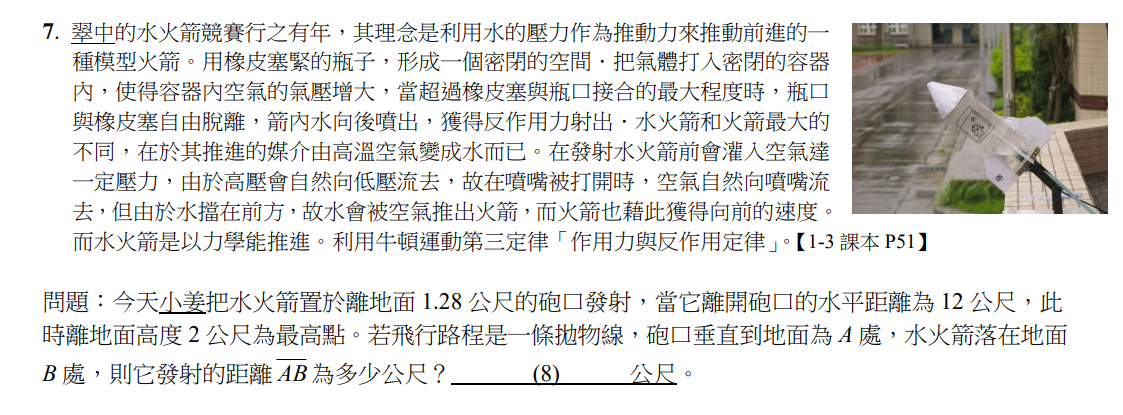 7. 翠中的水火箭競賽行之有年,其理念是利用水的壓力作為推動力來推動前進的一
種模型火箭。用橡皮塞緊的瓶子,形成一個密閉的空間.把氣體打入密閉的容器
內,使得容器內空氣的氣壓增大,當超過橡皮塞與瓶口接合的最大程度時,瓶口
與橡皮塞自由脫離,箭內水向後噴出,獲得反作用力射出.水火箭和火箭最大的
不同,在於其推進的媒介由高溫空氣變成水而已。在發射水火箭前會灌入空氣達
一定壓力,由於高壓會自然向低壓流去,故在噴嘴被打開時,空氣自然向噴嘴流
去,但由於水擋在前方,故水會被空氣推出火箭,而火箭也藉此獲得向前的速度。
而水火箭是以力學能推進。利用牛頓運動第三定律「作用力與反作用定律」。【1-3 課本 P51】
問題:今天小姜把水火箭置於離地面 1.28 公尺的砲口發射,當它離開砲口的水平距離為 12 公尺,此
時離地面高度 2 公尺為最高點。若飛行路程是一條拋物線,砲口垂直到地面為 A 處,水火箭落在地面
B 處,則它發射的距離 AB 為多少公尺? (8) 公尺。